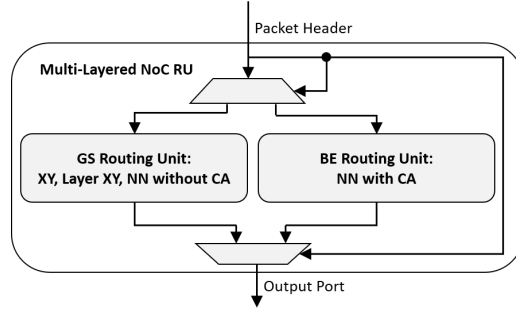 Packet Header
Multi-Layered NoC RU
GS Routing Unit:
XY, Layer XY, NN without CA
BE Routing Unit:
NN with CA
Output Port